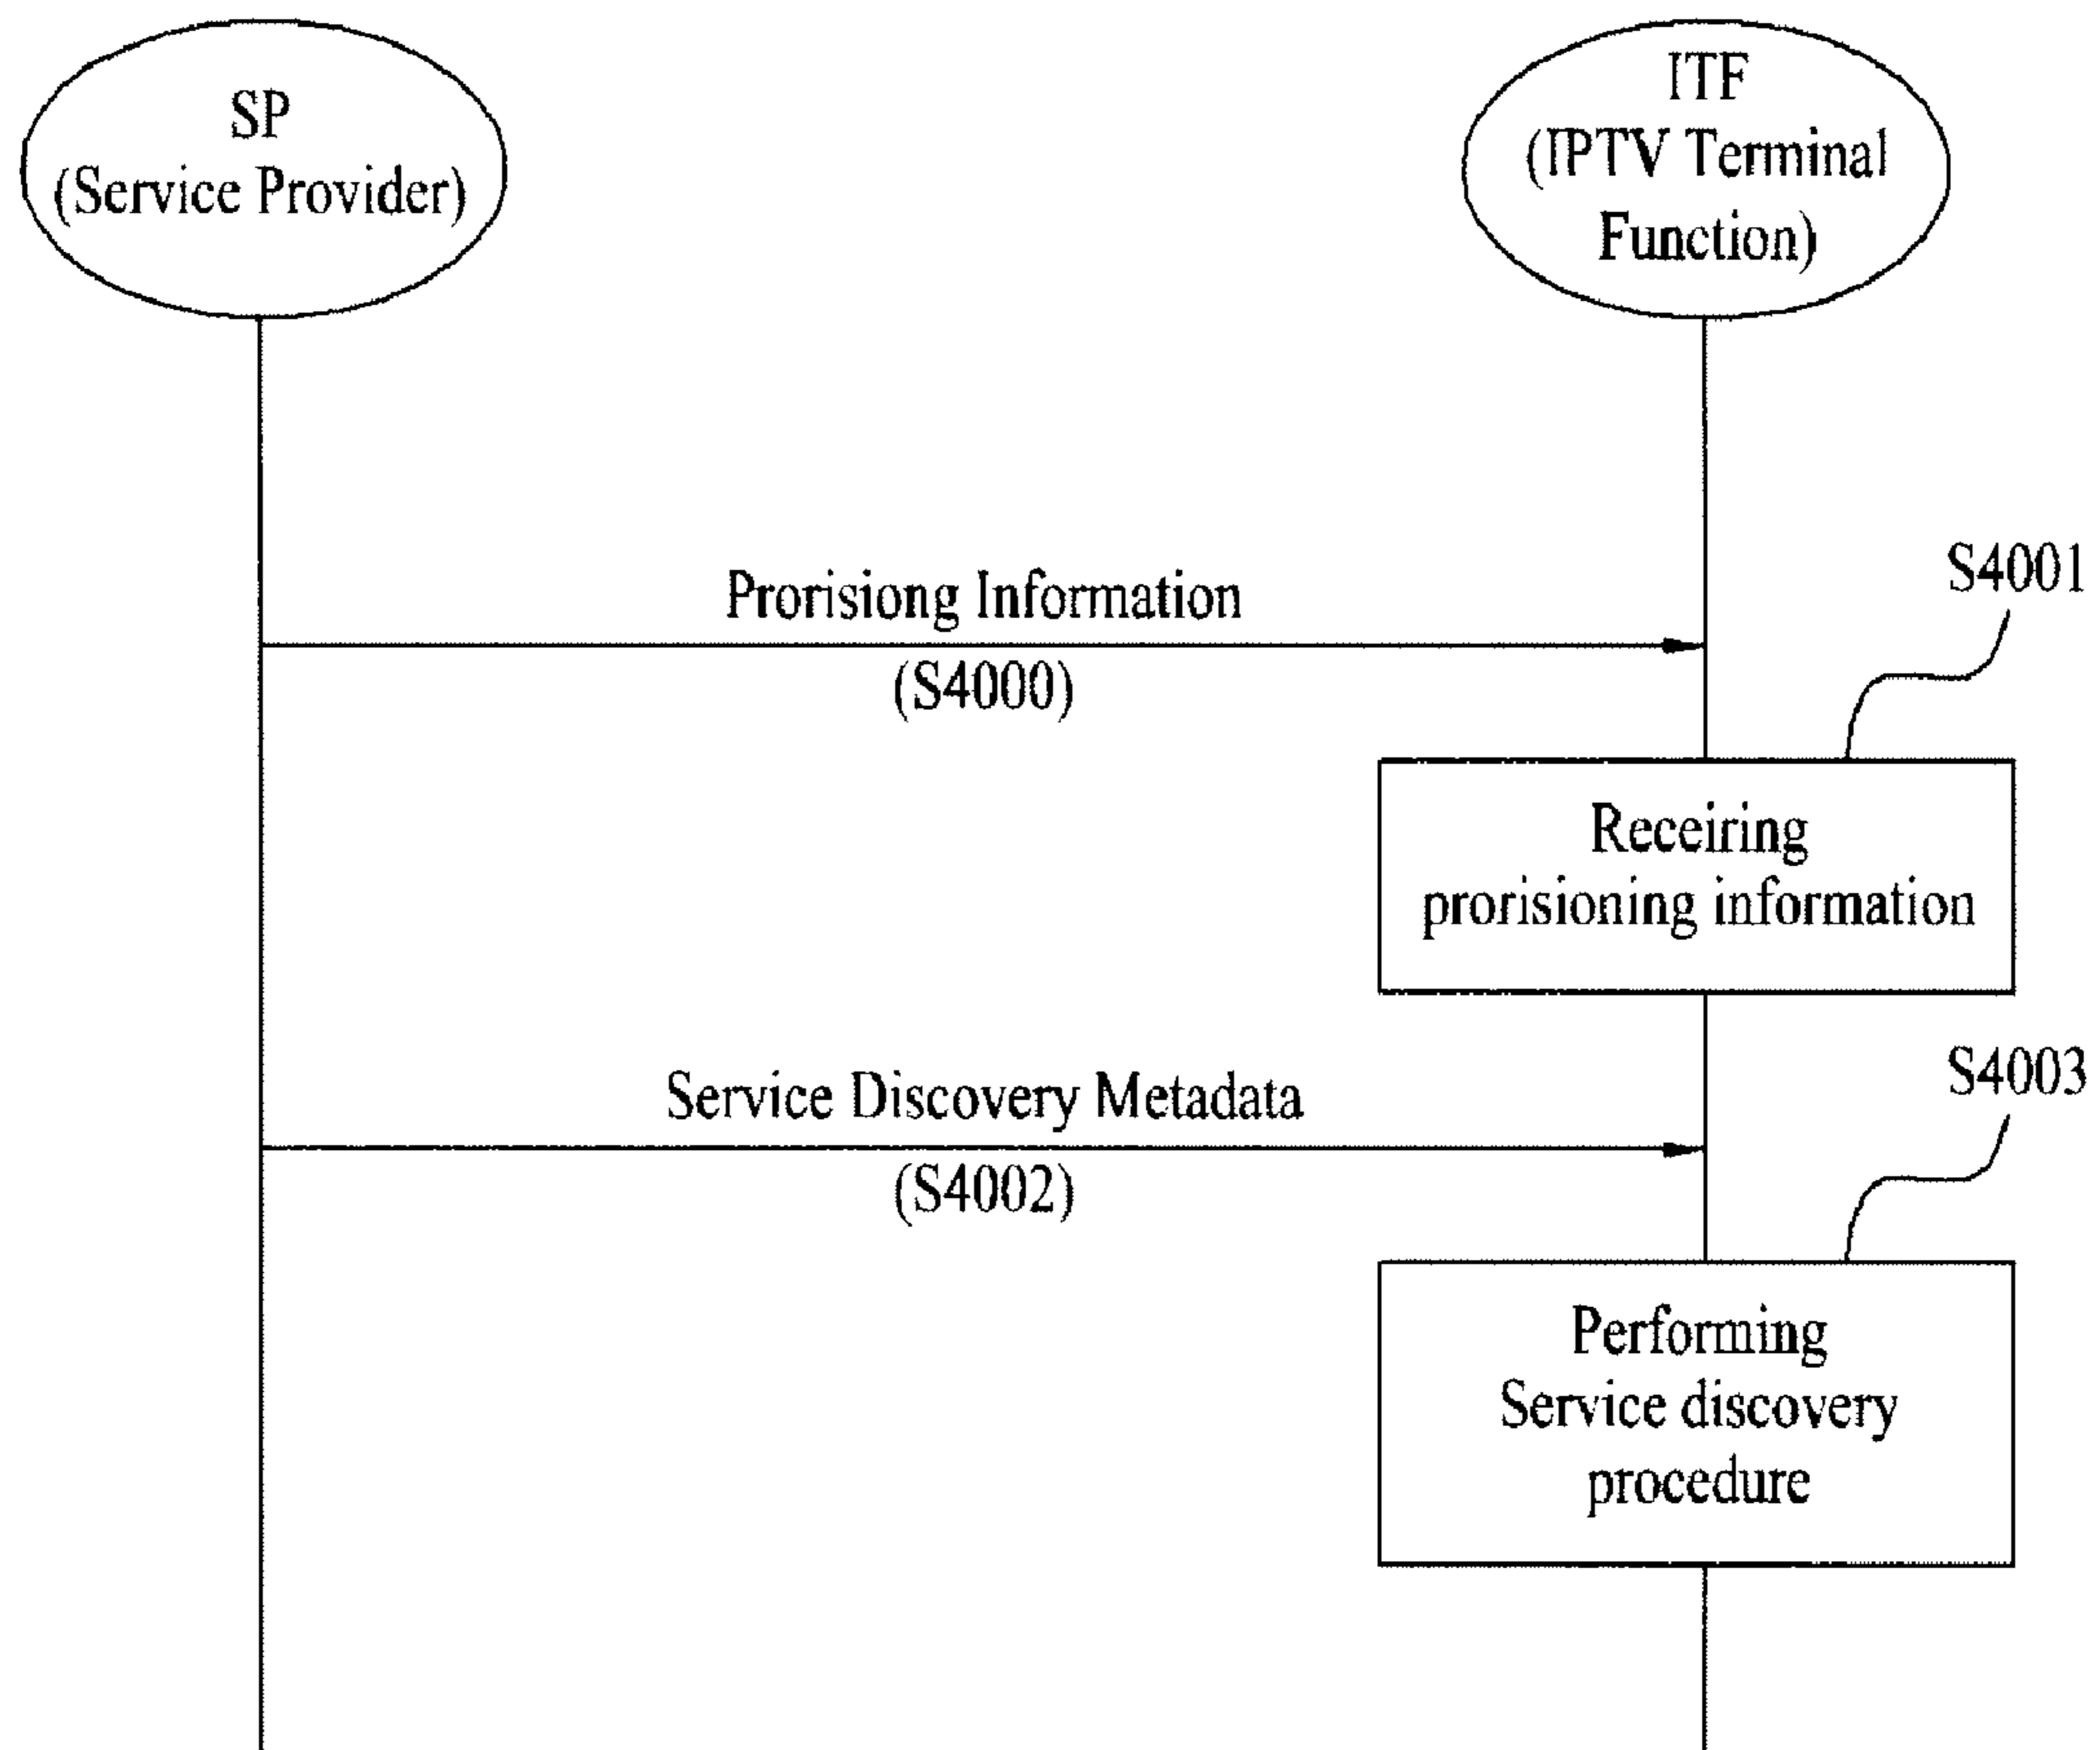 SP
(Service Provider)
ITF
(IPTV Terminal
Function)
S4001
Prorisiong Information
(S4000)
Receiring
prorisioning information
S4003
Service Discovery Metadata
(S4002)
Performing
Service discovery
procedure